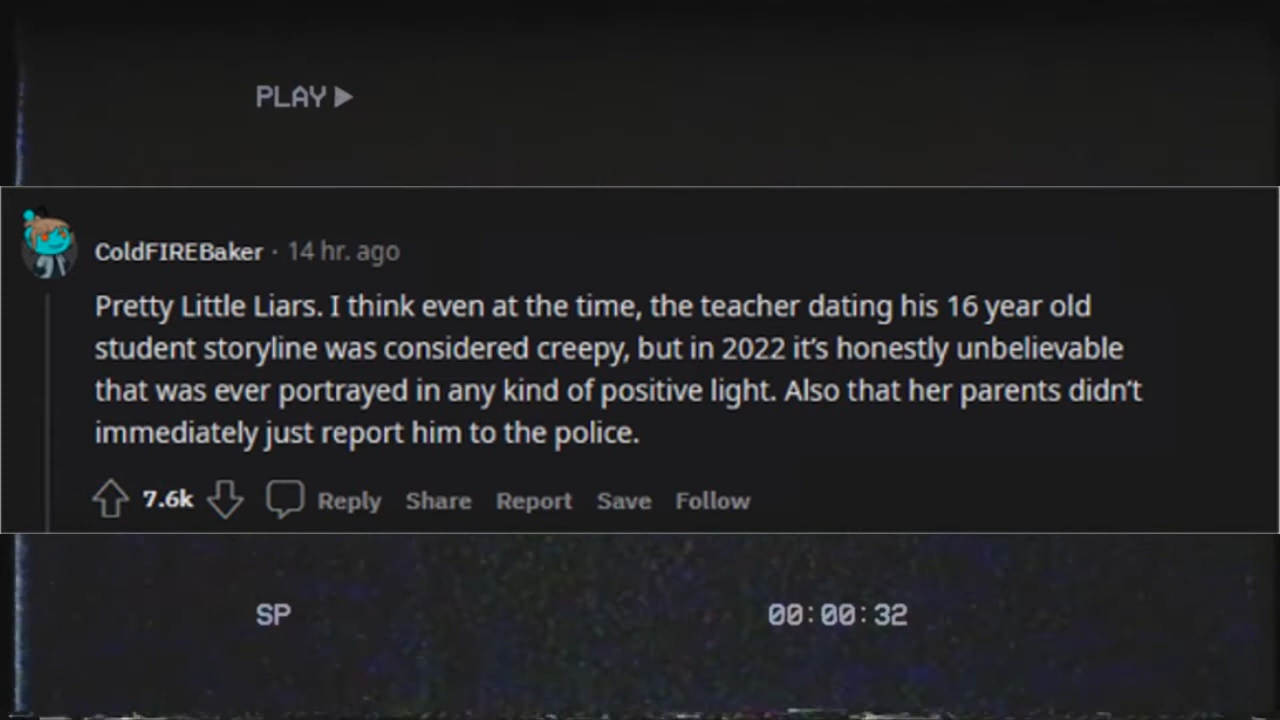 PLAY
ColdFIREBaker · 14 hr. ago
Pretty Little Liars. I think even at the time, the teacher dating his 16 year old
student storyline was considered creepy, but in 2022 it’s honestly unbelievable
that was ever portrayed in any kind of positive light. Also that her parents didn’t
immediately just report him to the police.
7.6k Reply Share Report Save Follow
SP 00:00:32